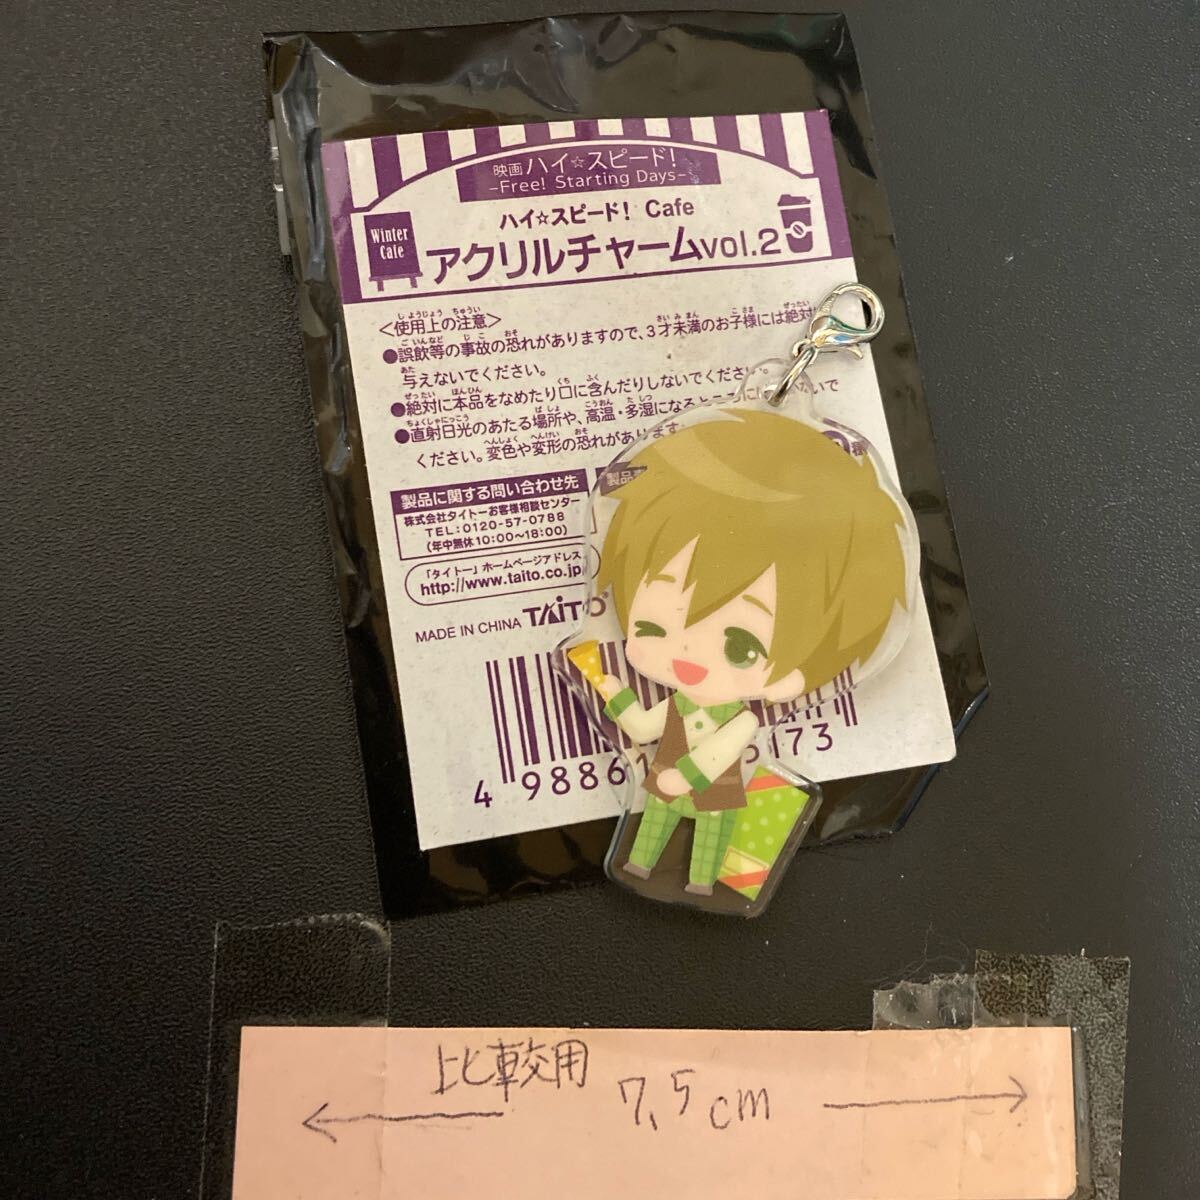 映画 ハイ☆スピード！
-Free! Starting Days-
ハイ☆スピード！ Cafe
Winter
Cafe
アクリルチャームvol.2
<使用上の注意>
●誤飲等の事故の恐れがありますので、3才未満のお子様には絶対
与えないでください。
●絶対に本品をなめたり口に含んだりしないでください。
●直射日光のあたる場所や、高温・多湿になるところには
いで
ください。変色や変形の恐れがあります
様
製品に関する問い合わせ先
株式会社タイトーお客様相談センター
TEL:0120-57-0788
(年中無休10:00〜18:00)
製品
「タイトー」ホームページアドレス
http://www.taito.co.jp/
MADE IN CHINA TAITO
4 98861 5173
比較用
7.5cm